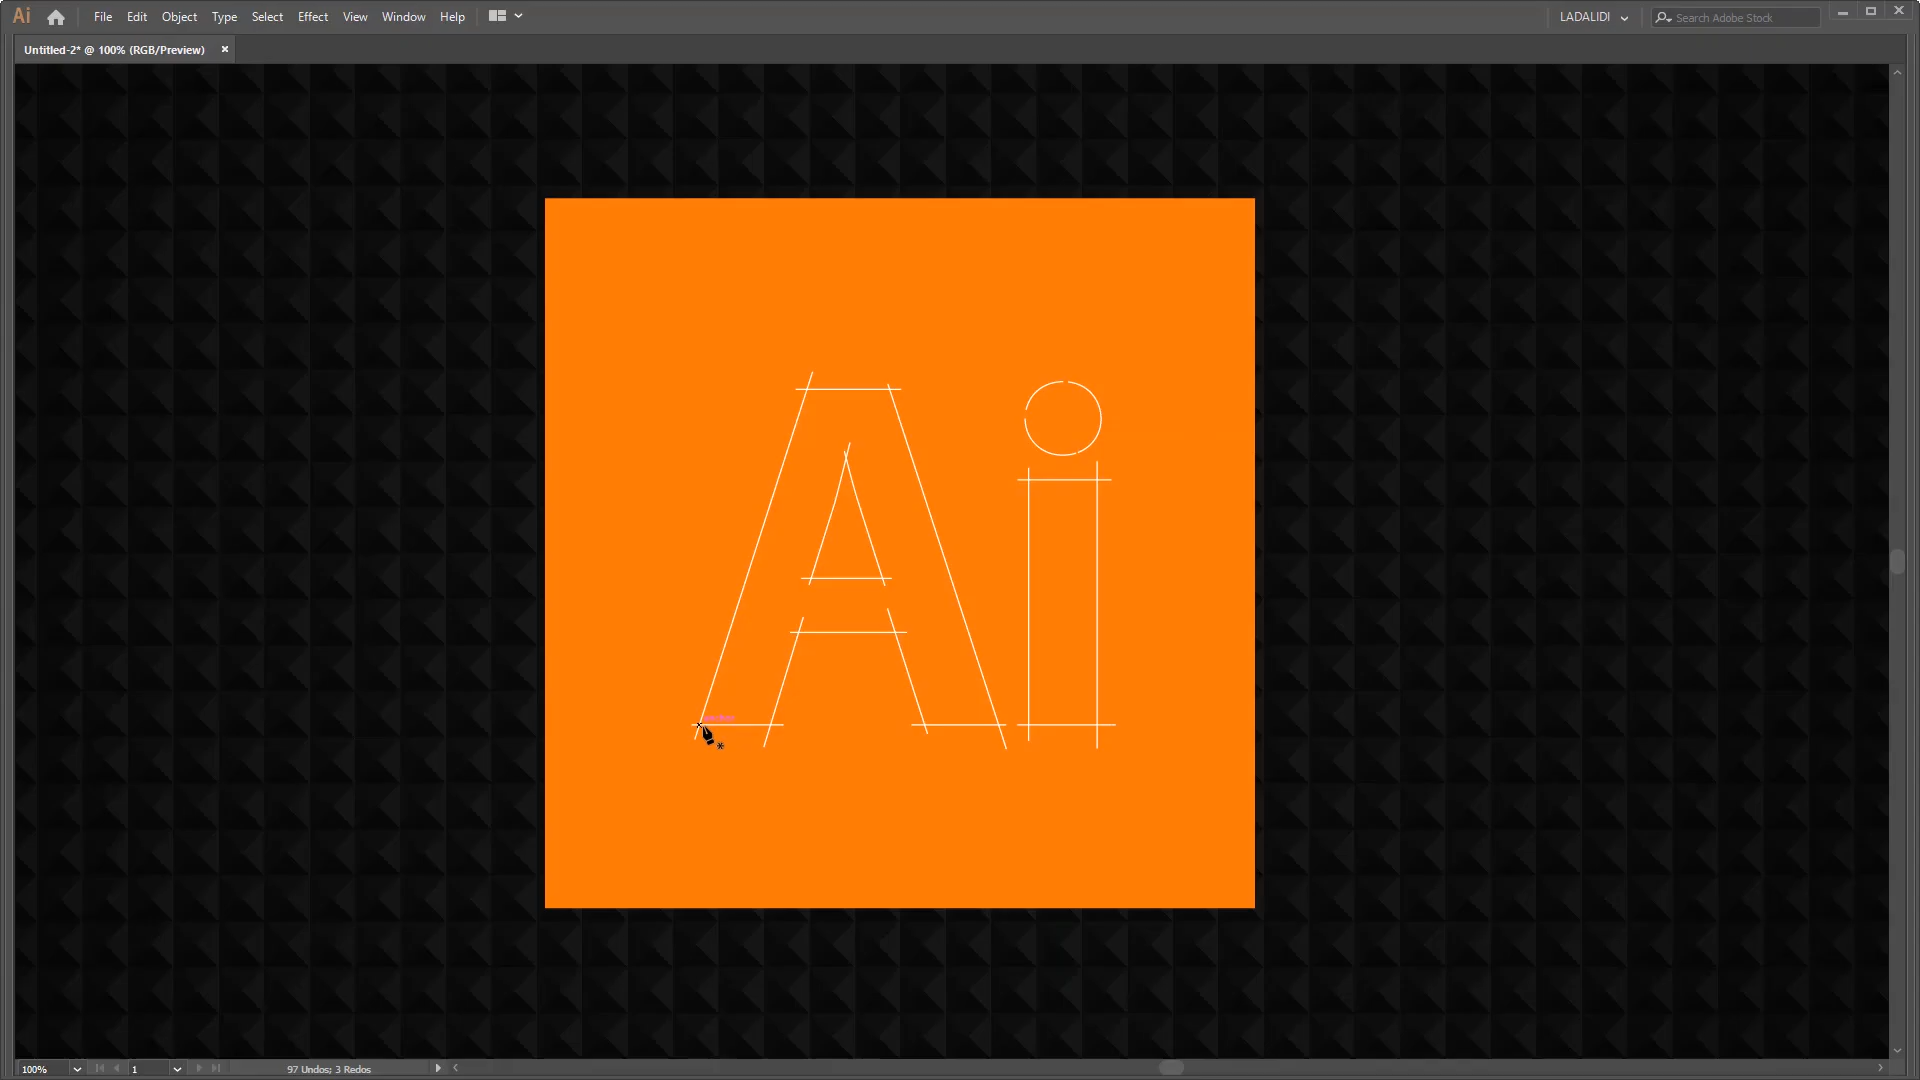 Ai File Edit Object Type Select Effect View Window Help LADALIDI Search Adobe Stock
Untitled-2* @ 100% (RGB/Preview) ×
Ai
100% 1 97 Undos; 3 Redos